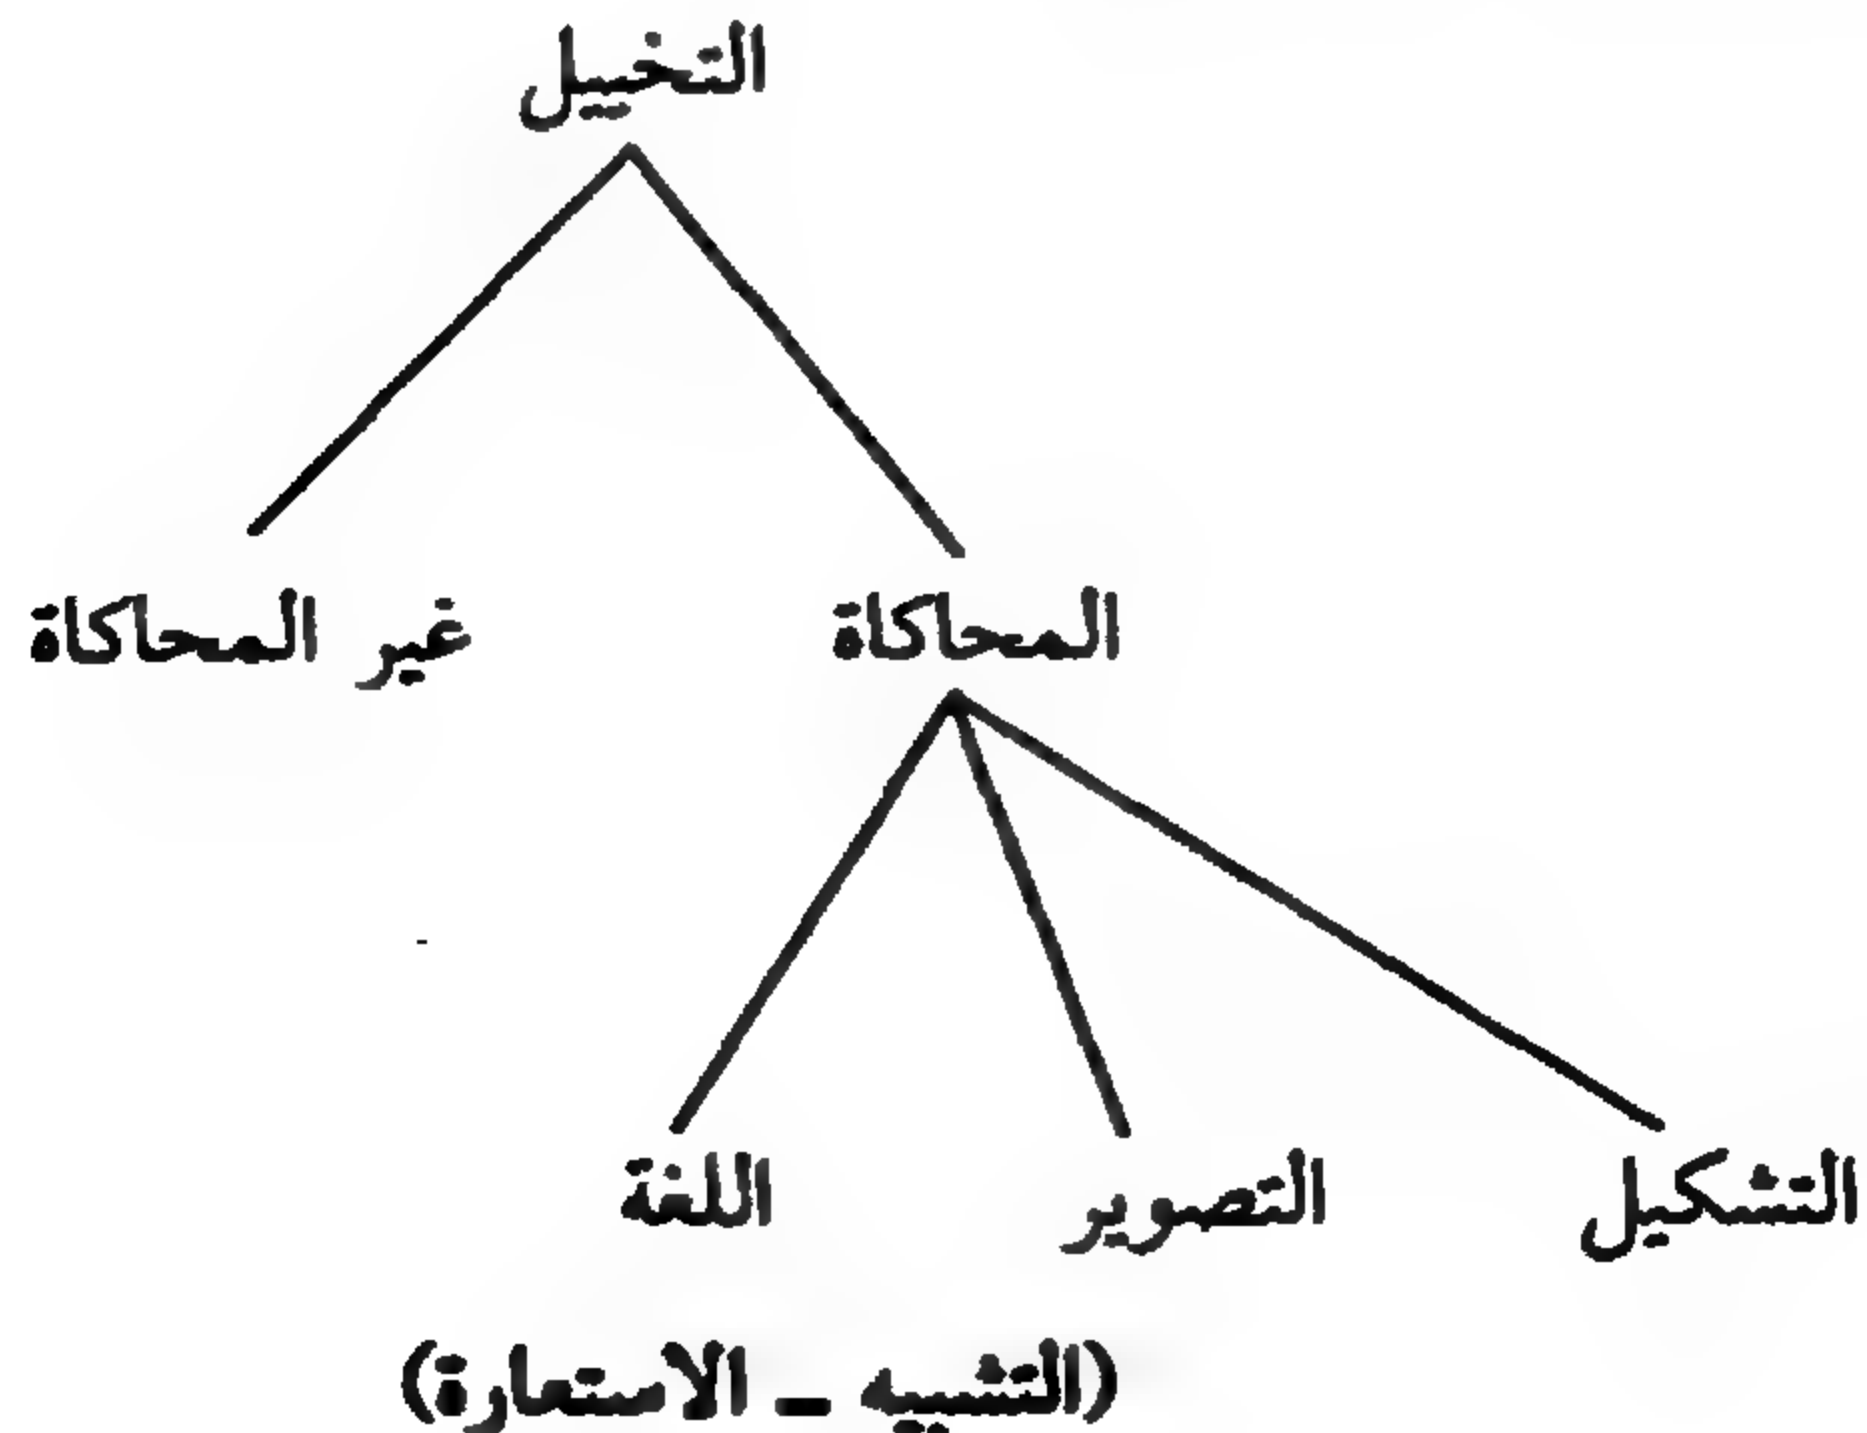 التخييل
المحاكاة غير المحاكاة
التشكيل التصوير اللغة
(التشبيه ـ الاستعارة)